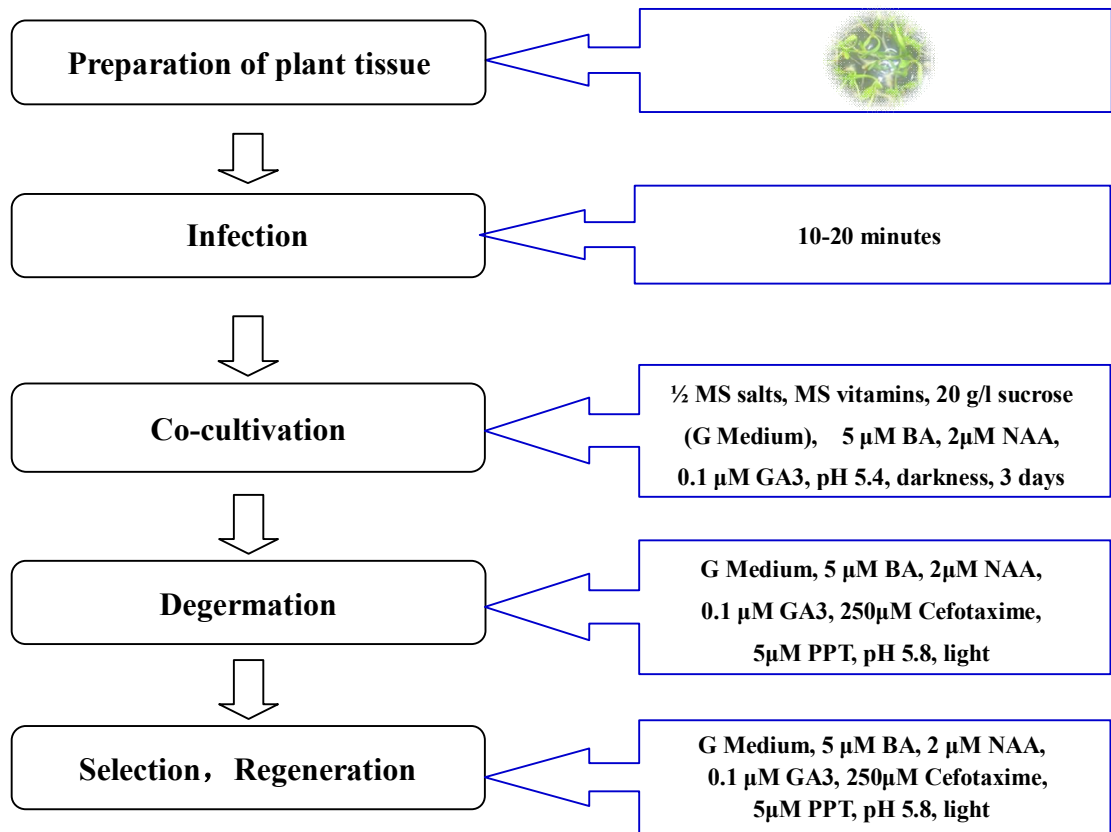 Preparation of plant tissue
Infection
10-20 minutes
Co-cultivation
½ MS salts, MS vitamins, 20 g/l sucrose
(G Medium), 5 μM BA, 2μM NAA,
0.1 μM GA3, pH 5.4, darkness, 3 days
Degermation
G Medium, 5 μM BA, 2μM NAA,
0.1 μM GA3, 250μM Cefotaxime,
5μM PPT, pH 5.8, light
Selection，Regeneration
G Medium, 5 μM BA, 2 μM NAA,
0.1 μM GA3, 250μM Cefotaxime,
5μM PPT, pH 5.8, light